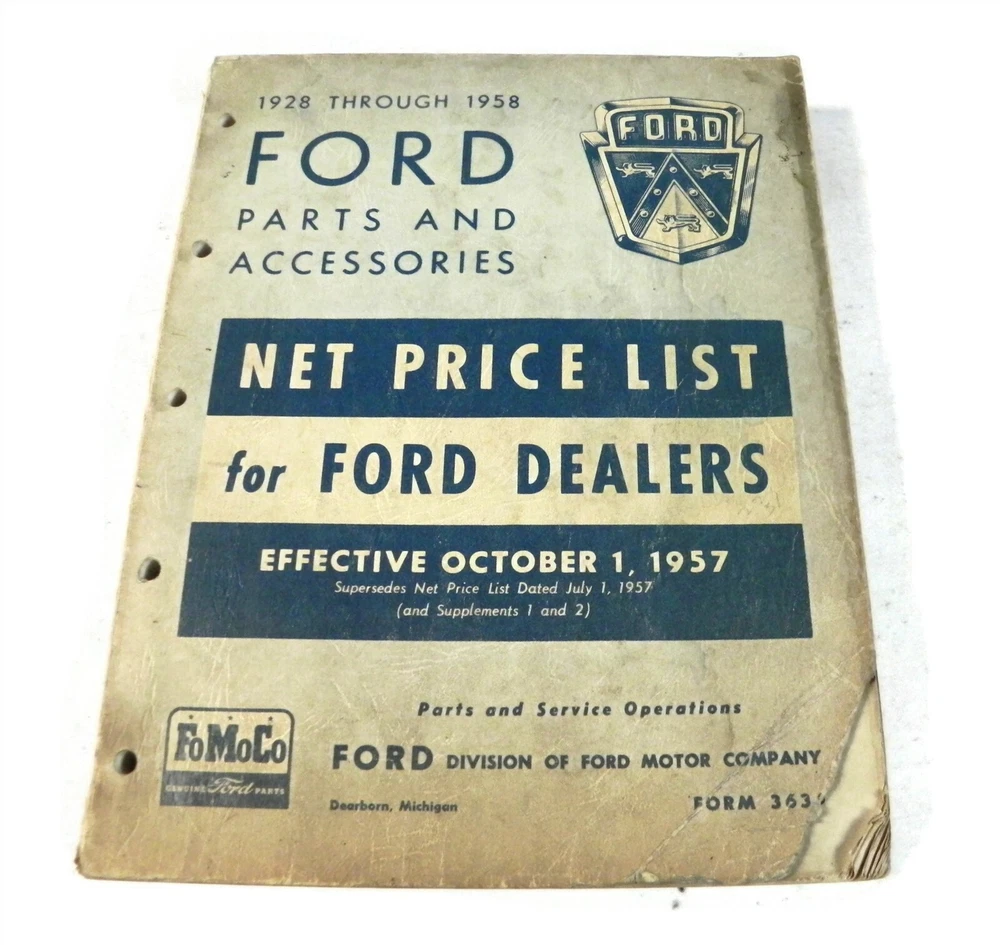 1928 THROUGH 1958
FORD
PARTS AND
ACCESSORIES
FORD
NET PRICE LIST
for FORD DEALERS
EFFECTIVE OCTOBER 1, 1957
Supersedes Net Price List Dated July 1, 1957
(and Supplements 1 and 2)
Parts and Service Operations
FORD DIVISION OF FORD MOTOR COMPANY
Dearborn, Michigan
FORM
FoMoCo
GENUINE Ford PARTS